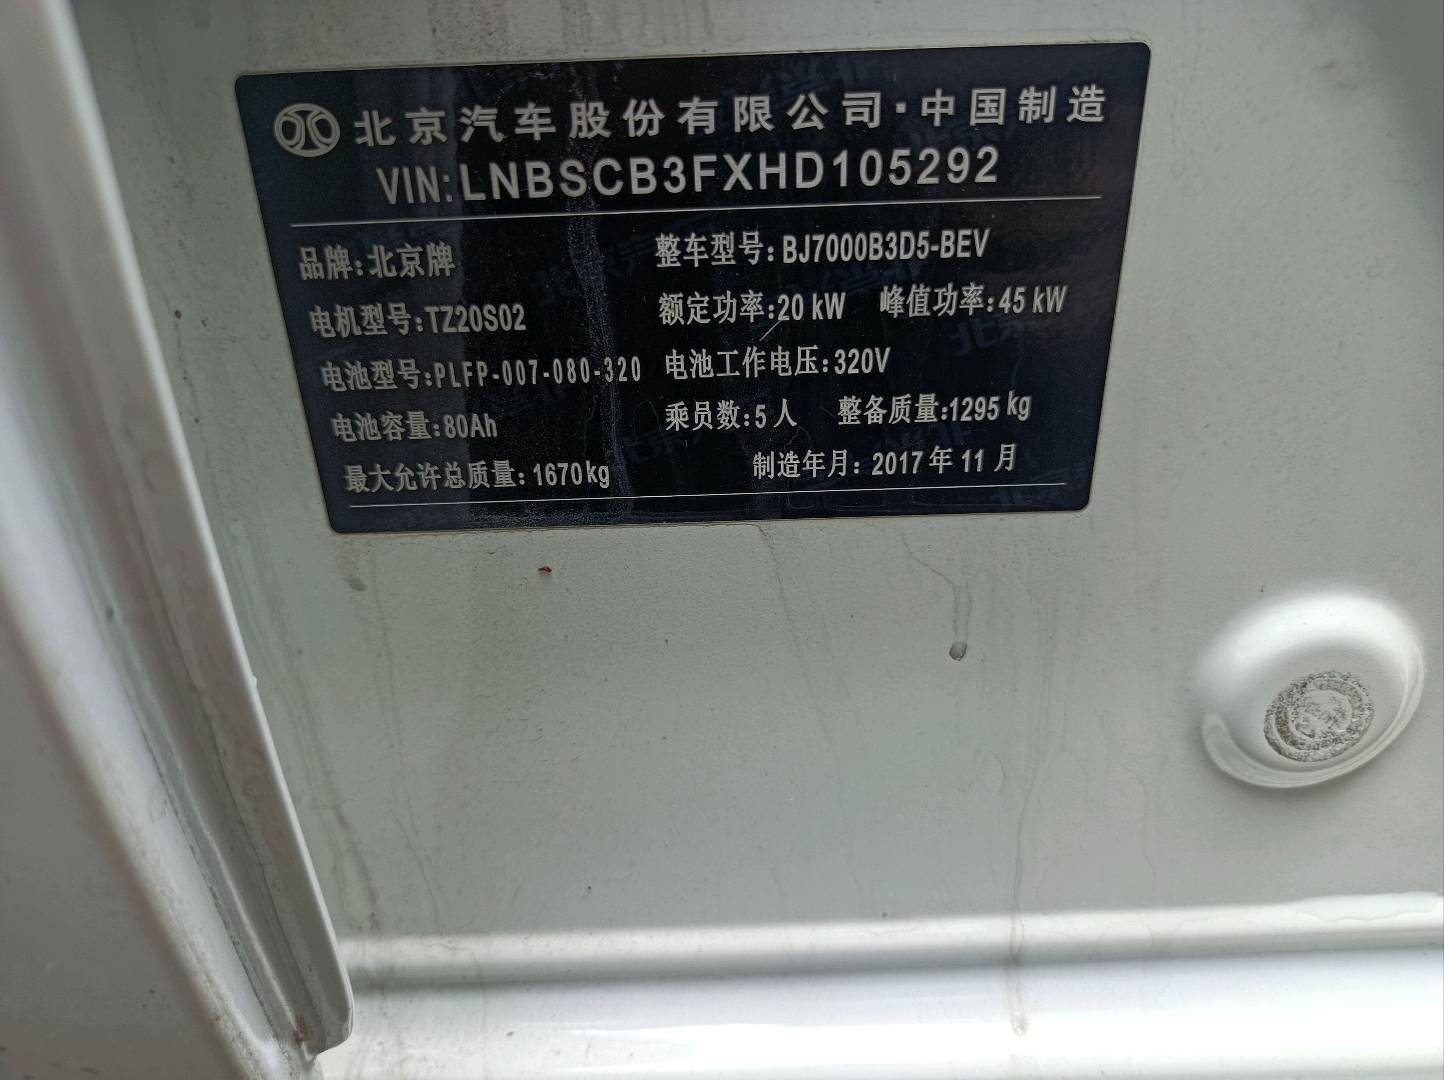 北京汽车股份有限公司·中国制造
VIN:LNBSCB3FXHD105292
品牌:北京牌 整车型号:BJ7000B3D5-BEV
电机型号:TZ20S02 额定功率:20 kW 峰值功率:45 kW
电池型号:PLFP-007-080-320 电池工作电压:320V
电池容量:80Ah 乘员数:5人 整备质量:1295 kg
最大允许总质量:1670kg 制造年月:2017年11月